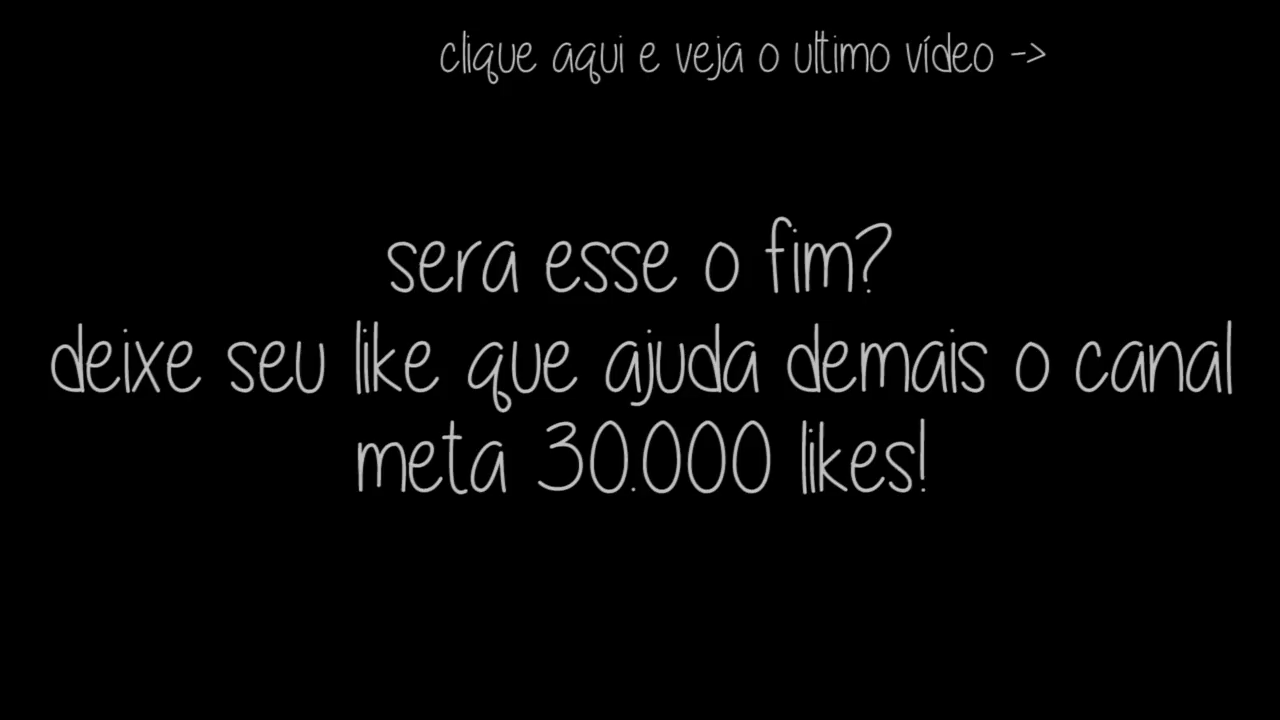 clique aqui e veja o ultimo vídeo ->
sera esse o fim?
deixe seu like que ajuda demais o canal
meta 30.000 likes!